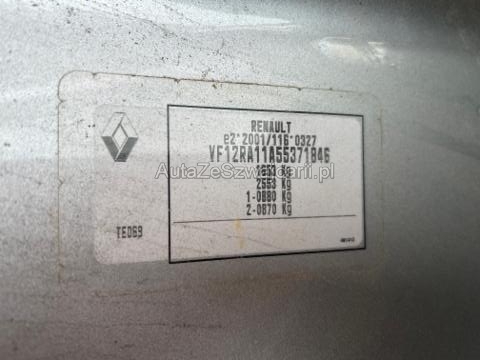 RENAULT
e2*2001/116*0327
VF12RA11A55371846
2553 Kg
1-0880 Kg
2-0870 Kg
TED69
AutaZeSzwajcarii.pl